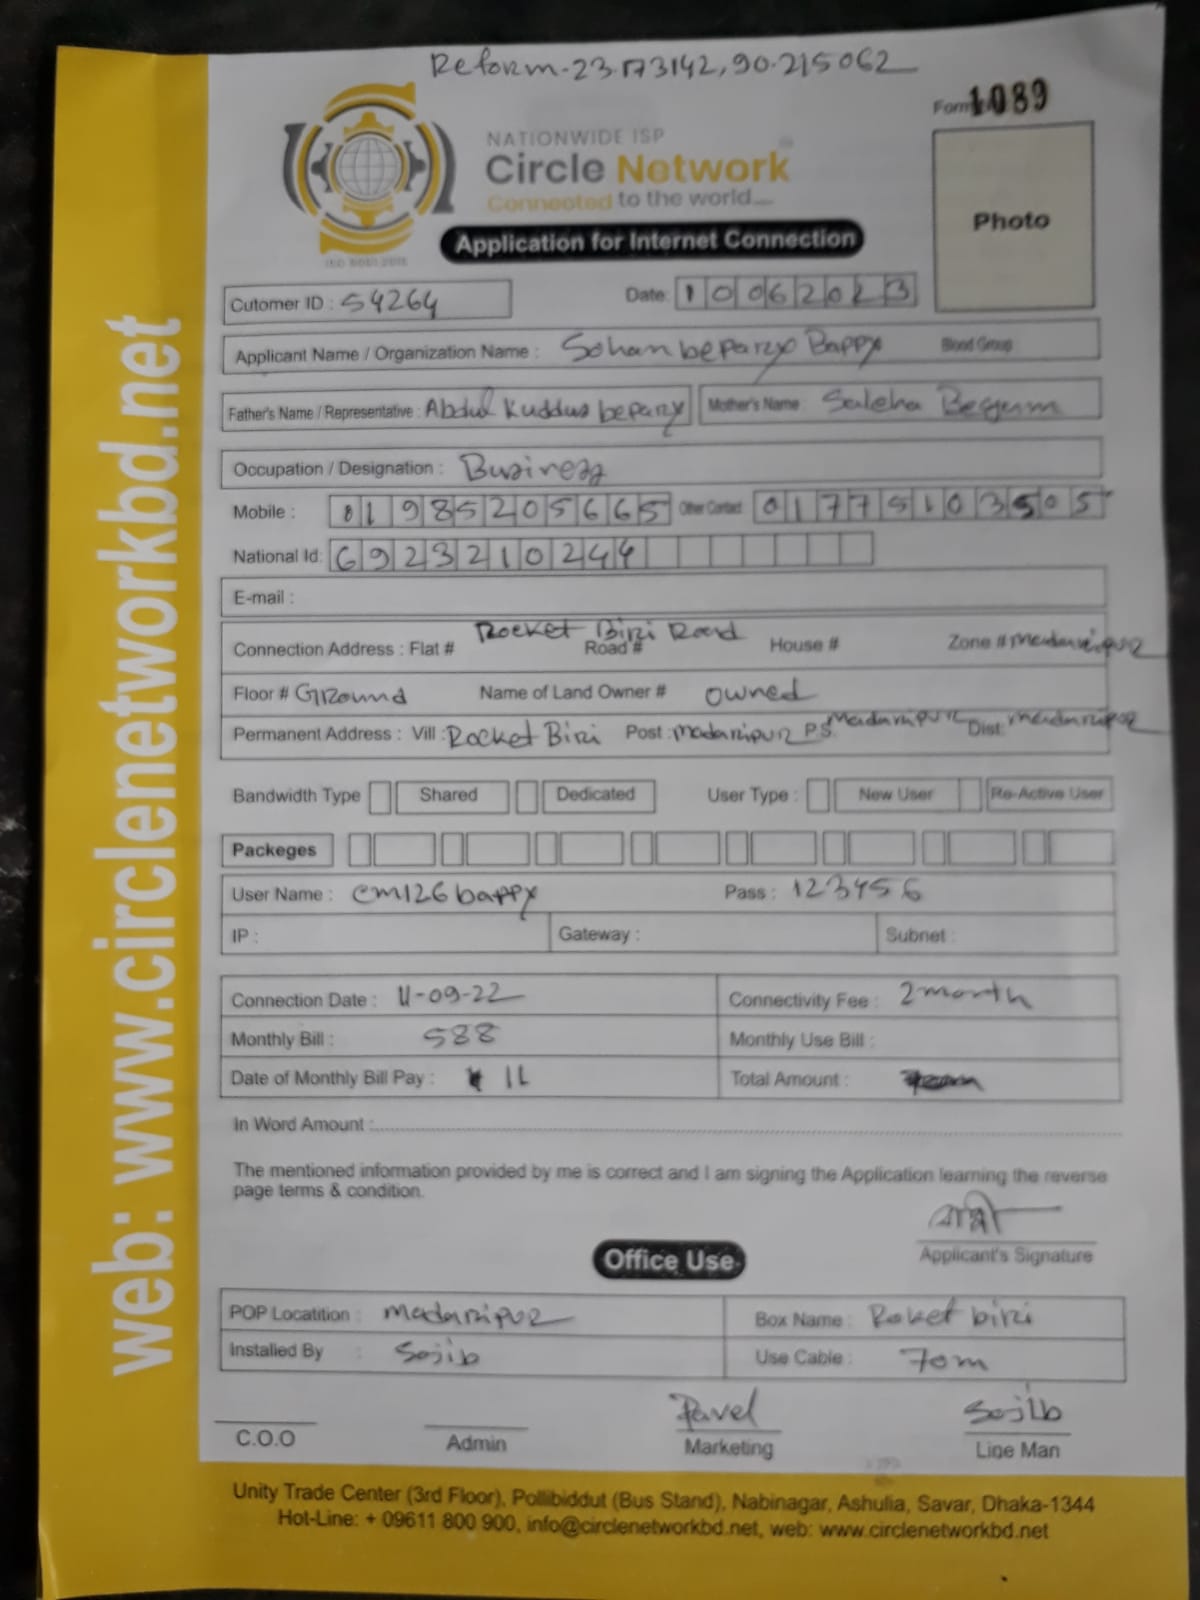 Reform-23.173142,90.215062
Form 1089
NATIONWIDE ISP
Circle Network
Connected to the world....
Application for Internet Connection
Photo
ISO 9001:2015
Cutomer ID : 54264 Date: 10062023
Applicant Name / Organization Name : Sohan bepary Bappy Blood Group
Father's Name / Representative : Abdul Kuddus bepary Mother's Name : Saleha Begum
Occupation / Designation : Business
Mobile : 01985205665 Other Contact 01775103505
National Id: 6923210244
E-mail :
Connection Address : Flat # Rocket Biri Road Road # House # Zone # Madaripur
Floor # Ground Name of Land Owner # owned
Permanent Address : Vill : Rocket Biri Post : Madaripur P.S. Madaripur Dist: Madaripur
Bandwidth Type Shared Dedicated User Type : New User Re-Active User
Packeges
User Name : cm126bappy Pass : 123456
IP : Gateway : Subnet :
Connection Date : 11-09-22 Connectivity Fee : 2 month
Monthly Bill : 588 Monthly Use Bill :
Date of Monthly Bill Pay : 11 Total Amount :
In Word Amount :
The mentioned information provided by me is correct and I am signing the Application learning the reverse
page terms & condition.
Applicant's Signature
Office Use
POP Locatition : Madaripur Box Name : Roket biri
Installed By : Sojib Use Cable : 70m
Pavel Sojib
C.O.O Admin Marketing Line Man
Unity Trade Center (3rd Floor), Pollibiddut (Bus Stand), Nabinagar, Ashulia, Savar, Dhaka-1344
Hot-Line: + 09611 800 900, info@circlenetworkbd.net, web: www.circlenetworkbd.net
web: www.circlenetworkbd.net